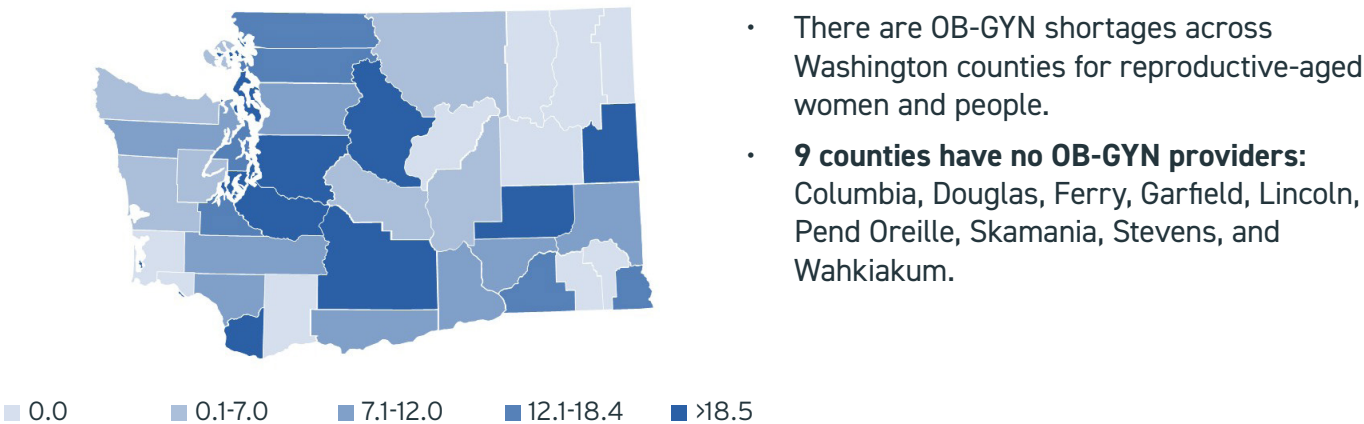 • There are OB-GYN shortages across
Washington counties for reproductive-aged
women and people.
• 9 counties have no OB-GYN providers:
Columbia, Douglas, Ferry, Garfield, Lincoln,
Pend Oreille, Skamania, Stevens, and
Wahkiakum.
0.0 0.1-7.0 7.1-12.0 12.1-18.4 >18.5